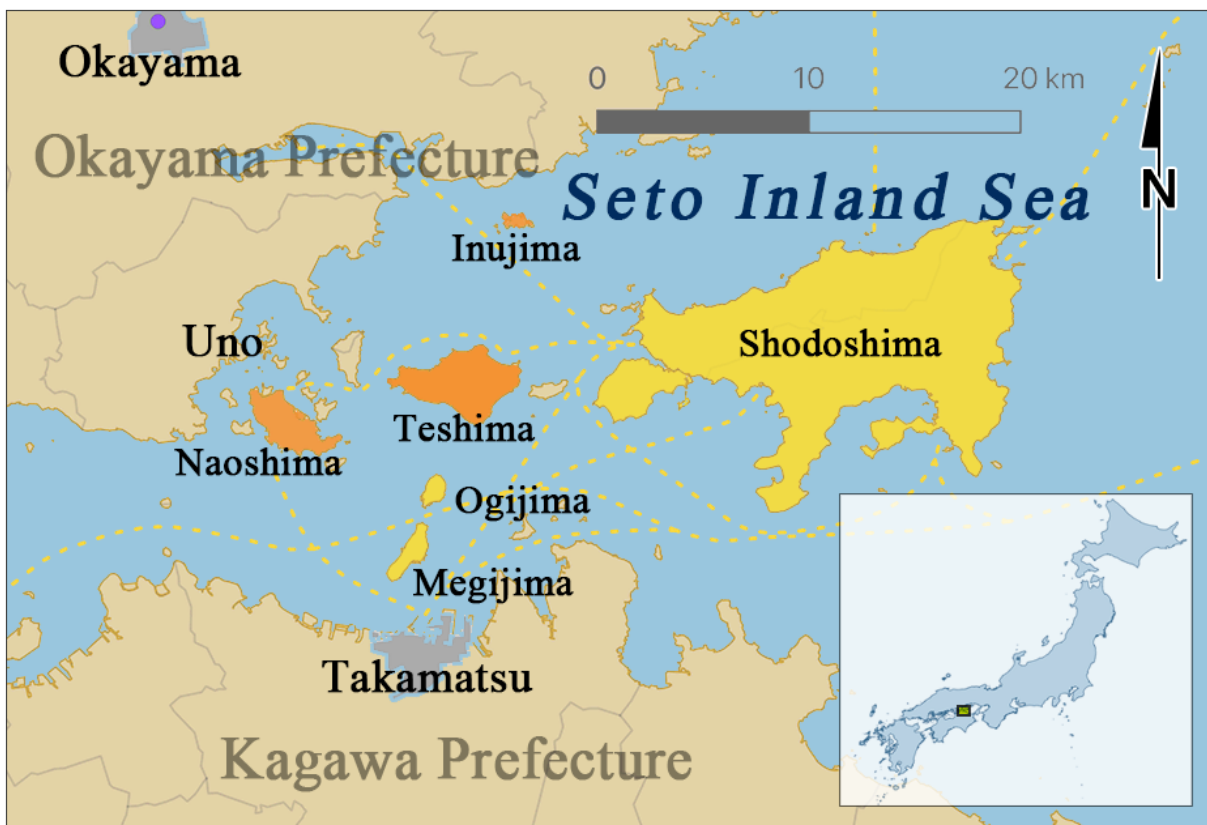 Okayama
0 10 20 km
Okayama Prefecture
Seto Inland Sea
N
Inujima
Uno
Shodoshima
Teshima
Naoshima
Ogijima
Megijima
Takamatsu
Kagawa Prefecture